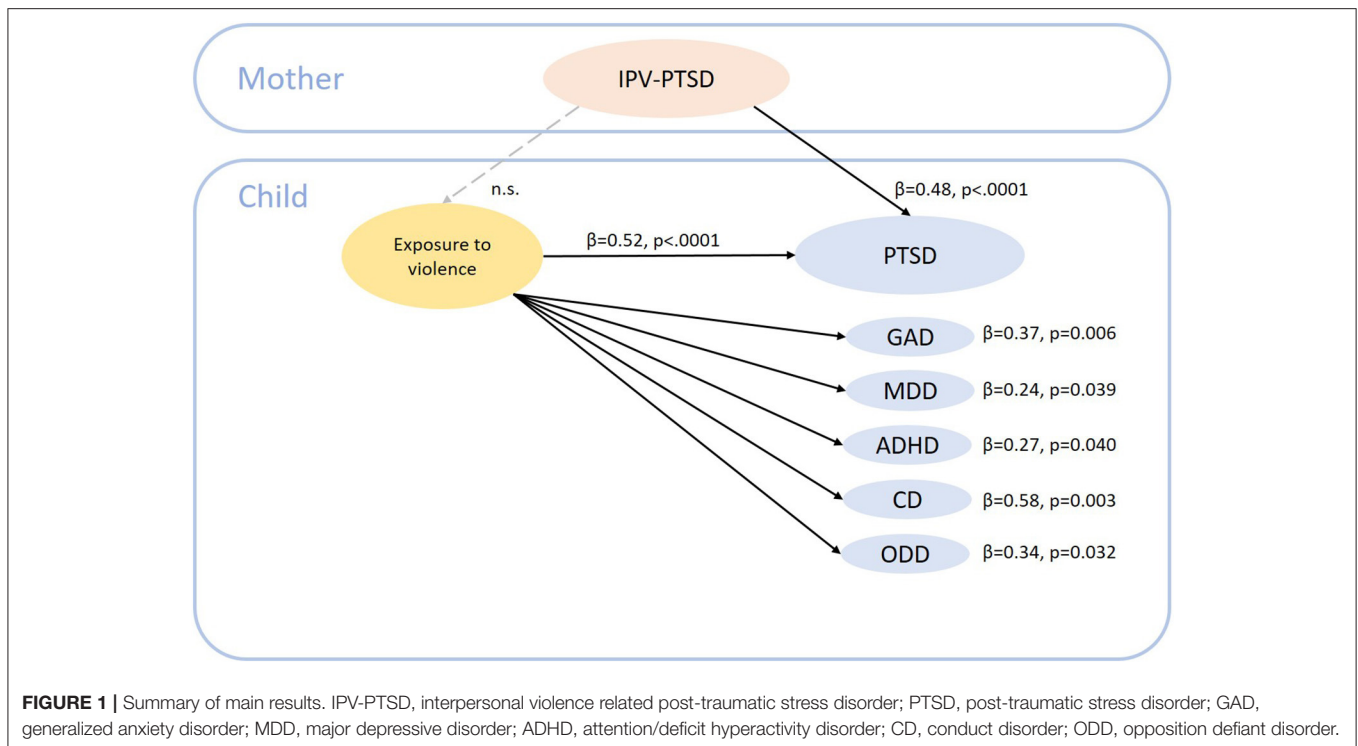 Mother
IPV-PTSD
Child
n.s.
β=0.48, p<.0001
Exposure to
violence
β=0.52, p<.0001
PTSD
GAD
β=0.37, p=0.006
MDD
β=0.24, p=0.039
ADHD
β=0.27, p=0.040
CD
β=0.58, p=0.003
ODD
β=0.34, p=0.032
FIGURE 1 | Summary of main results. IPV-PTSD, interpersonal violence related post-traumatic stress disorder; PTSD, post-traumatic stress disorder; GAD,
generalized anxiety disorder; MDD, major depressive disorder; ADHD, attention/deficit hyperactivity disorder; CD, conduct disorder; ODD, opposition defiant disorder.